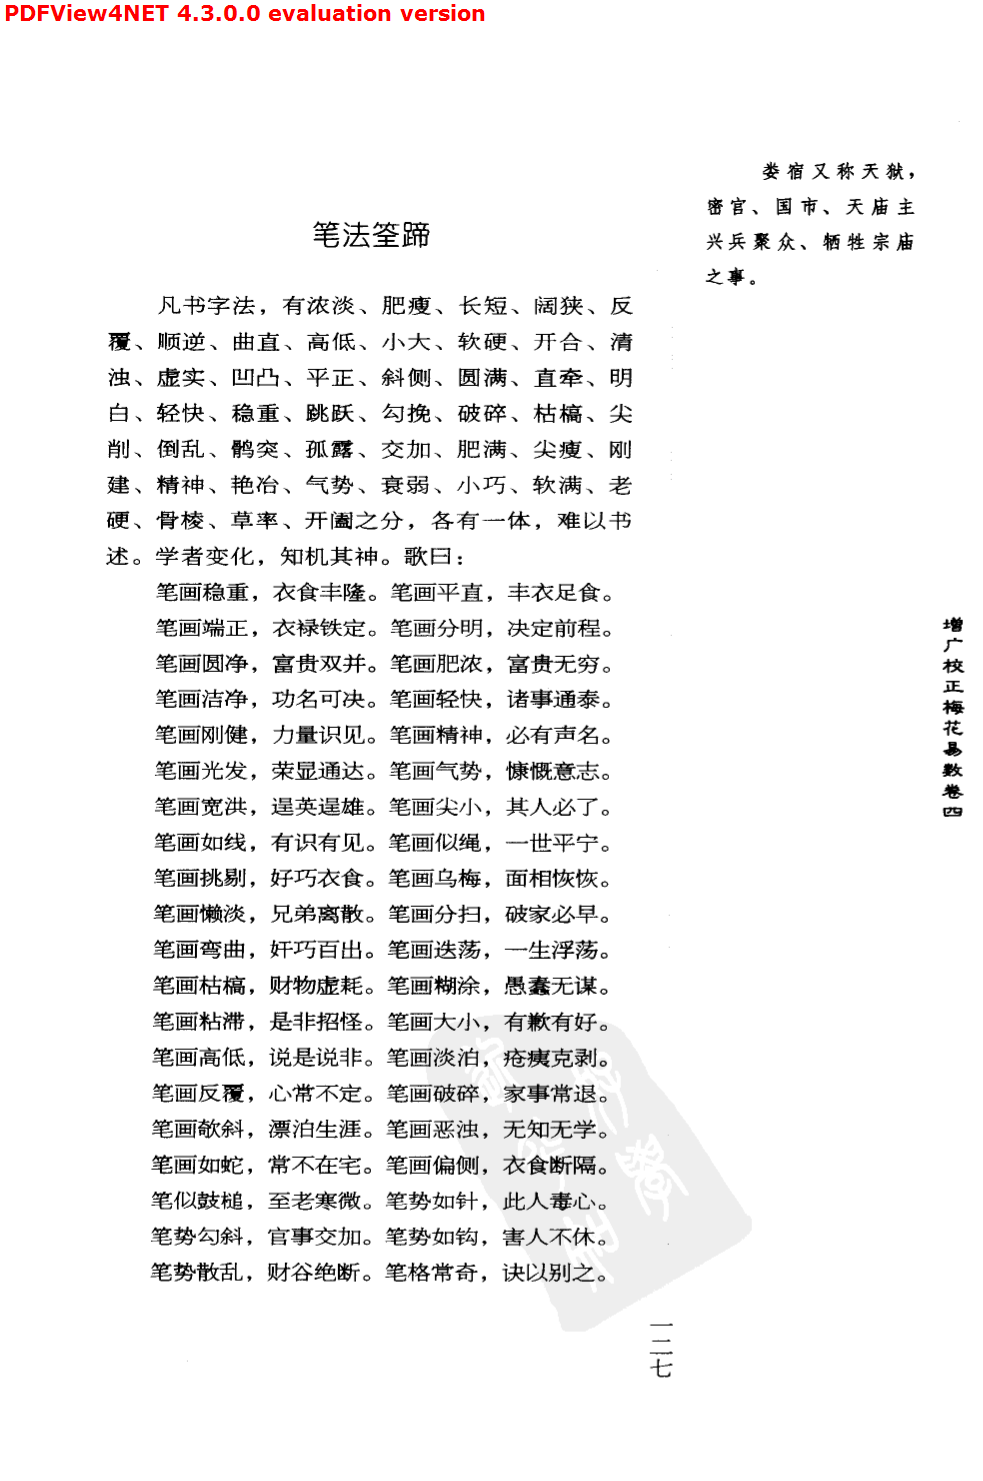 PDFView4NET 4.3.0.0 evaluation version
娄宿又称天狱，
密官、国市、天庙主
兴兵聚众、牺牲宗庙
之事。
笔法筌蹄
凡书字法，有浓淡、肥瘦、长短、阔狭、反
覆、顺逆、曲直、高低、小大、软硬、开合、清
浊、虚实、凹凸、平正、斜侧、圆满、直牵、明
白、轻快、稳重、跳跃、勾挽、破碎、枯槁、尖
削、倒乱、鹘突、孤露、交加、肥满、尖瘦、刚
建、精神、艳冶、气势、衰弱、小巧、软满、老
硬、骨棱、草率、开阖之分，各有一体，难以书
述。学者变化，知机其神。歌曰：
笔画稳重，衣食丰隆。笔画平直，丰衣足食。
笔画端正，衣禄铁定。笔画分明，决定前程。
笔画圆净，富贵双并。笔画肥浓，富贵无穷。
笔画洁净，功名可决。笔画轻快，诸事通泰。
笔画刚健，力量识见。笔画精神，必有声名。
笔画光发，荣显通达。笔画气势，慷慨意志。
笔画宽洪，逞英逞雄。笔画尖小，其人必了。
笔画如线，有识有见。笔画似绳，一世平宁。
笔画挑剔，好巧衣食。笔画乌梅，面相恢恢。
笔画懒淡，兄弟离散。笔画分扫，破家必早。
笔画弯曲，奸巧百出。笔画迭荡，一生浮荡。
笔画枯槁，财物虚耗。笔画糊涂，愚蠢无谋。
笔画粘滞，是非招怪。笔画大小，有歉有好。
笔画高低，说是说非。笔画淡泊，疮痍克剥。
笔画反覆，心常不定。笔画破碎，家事常退。
笔画欹斜，漂泊生涯。笔画恶浊，无知无学。
笔画如蛇，常不在宅。笔画偏侧，衣食断隔。
笔似鼓槌，至老寒微。笔势如针，此人毒心。
笔势勾斜，官事交加。笔势如钩，害人不休。
笔势散乱，财谷绝断。笔格常奇，诀以别之。
增广校正梅花易数卷四
一二七